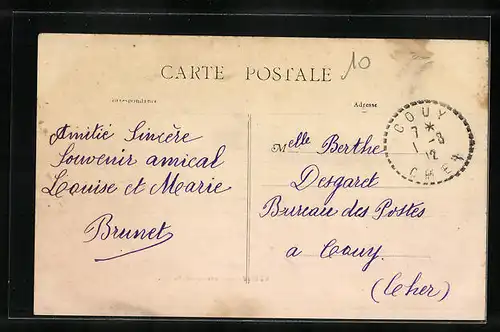 10
CARTE POSTALE
Correspondance
Adresse
Amitié Sincère
Souvenir amical
Louise et Marie
Brunet
Melle Berthe
Desgaret
Bureau des Postes
a Couy
(Cher)
COUY
7 *
1 - 8
12
CHER